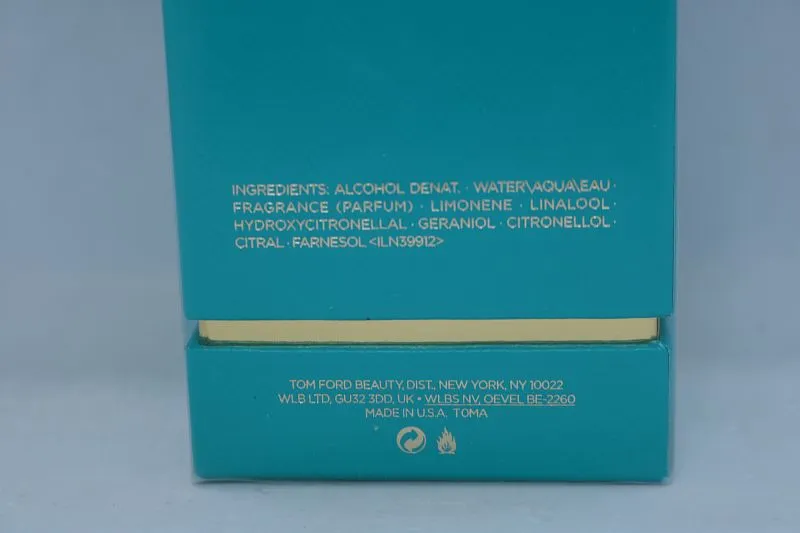 INGREDIENTS: ALCOHOL DENAT. · WATER\AQUA\EAU ·
FRAGRANCE (PARFUM) · LIMONENE · LINALOOL ·
HYDROXYCITRONELLAL · GERANIOL · CITRONELLOL ·
CITRAL · FARNESOL <ILN39912>
TOM FORD BEAUTY, DIST., NEW YORK, NY 10022
WLB LTD, GU32 3DD, UK • WLBS NV, OEVEL BE-2260
MADE IN U.S.A. T0MA